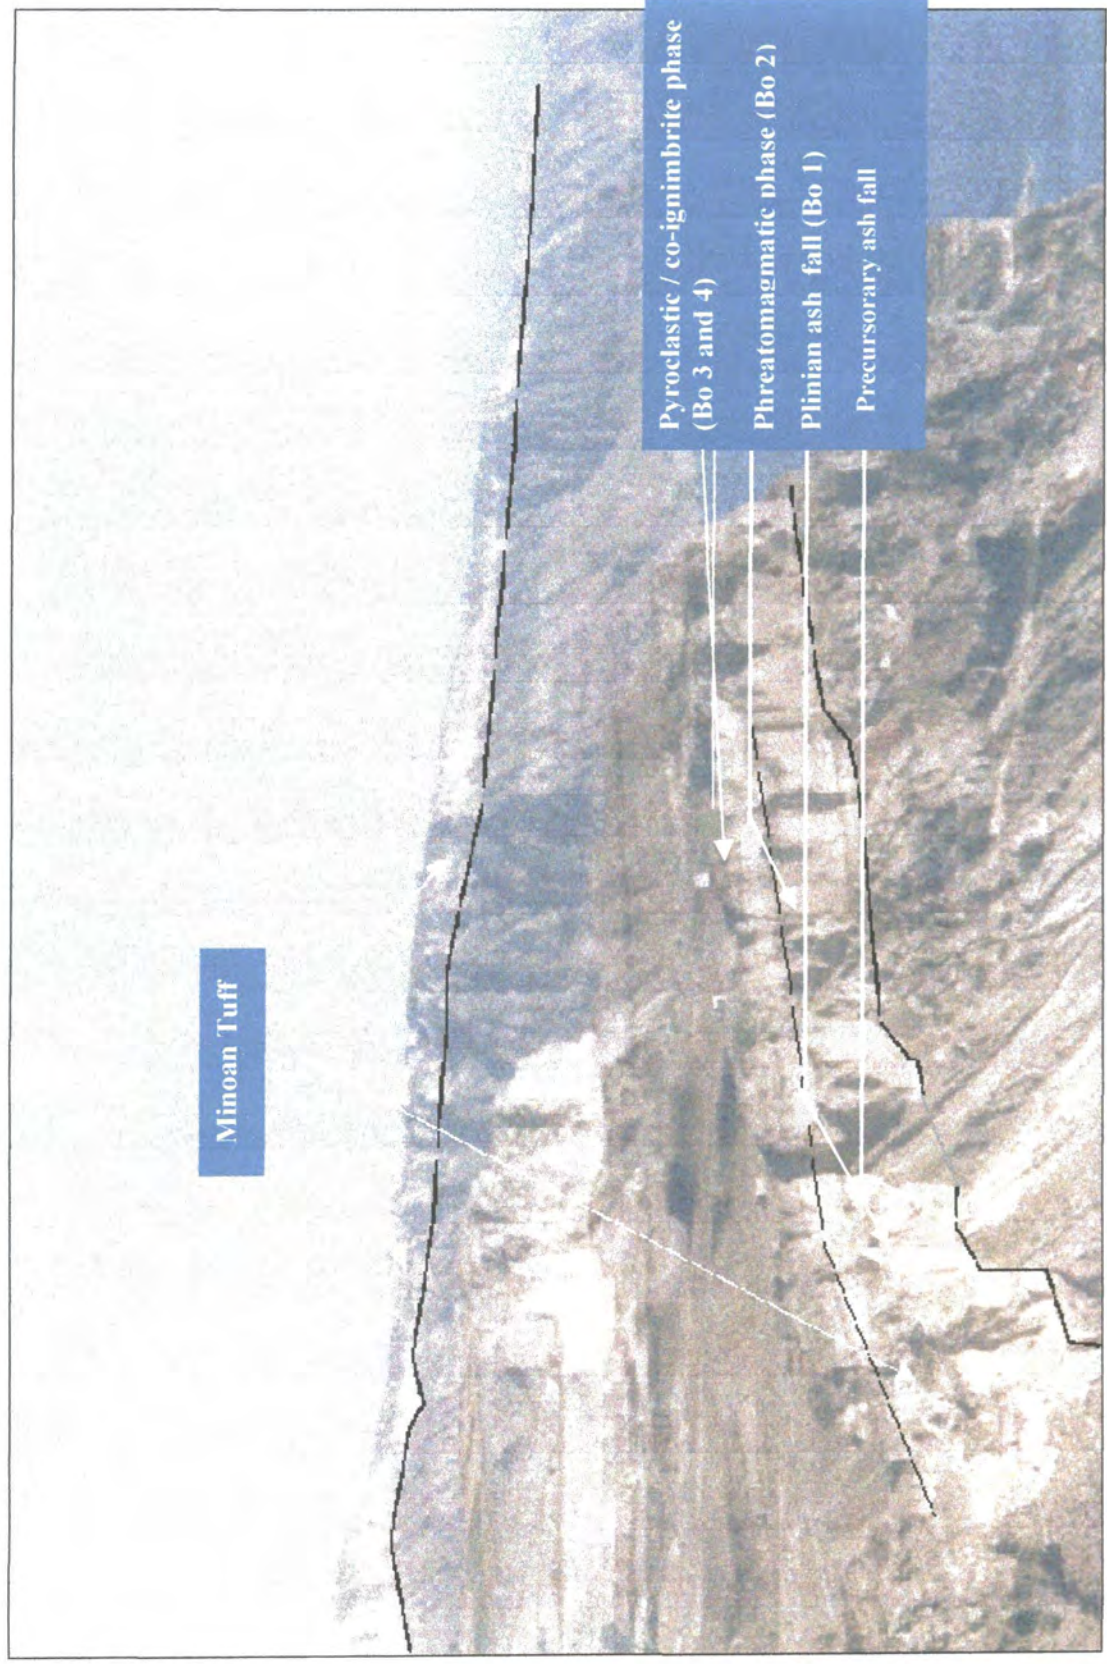 Minoan Tuff
Pyroclastic / co-ignimbrite phase
(Bo 3 and 4)
Phreatomagmatic phase (Bo 2)
Plinian ash fall (Bo 1)
Precursorary ash fall